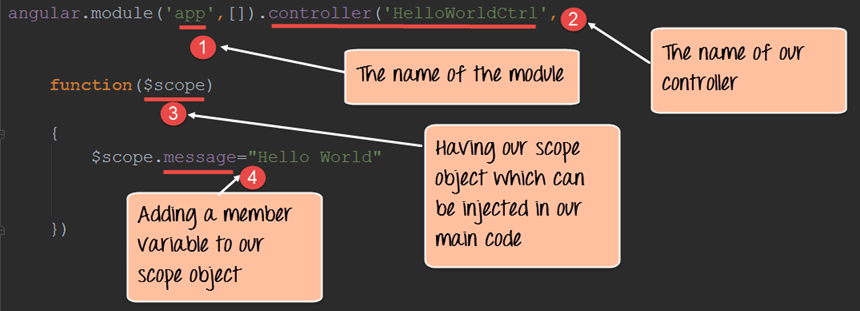 angular.module('app',[]).controller('HelloWorldCtrl',
2
1
The name of the module
The name of our
controller
function($scope)
3
{
Having our scope
object which can
be injected in our
main code
$scope.message="Hello World"
4
Adding a member
variable to our
scope object
})